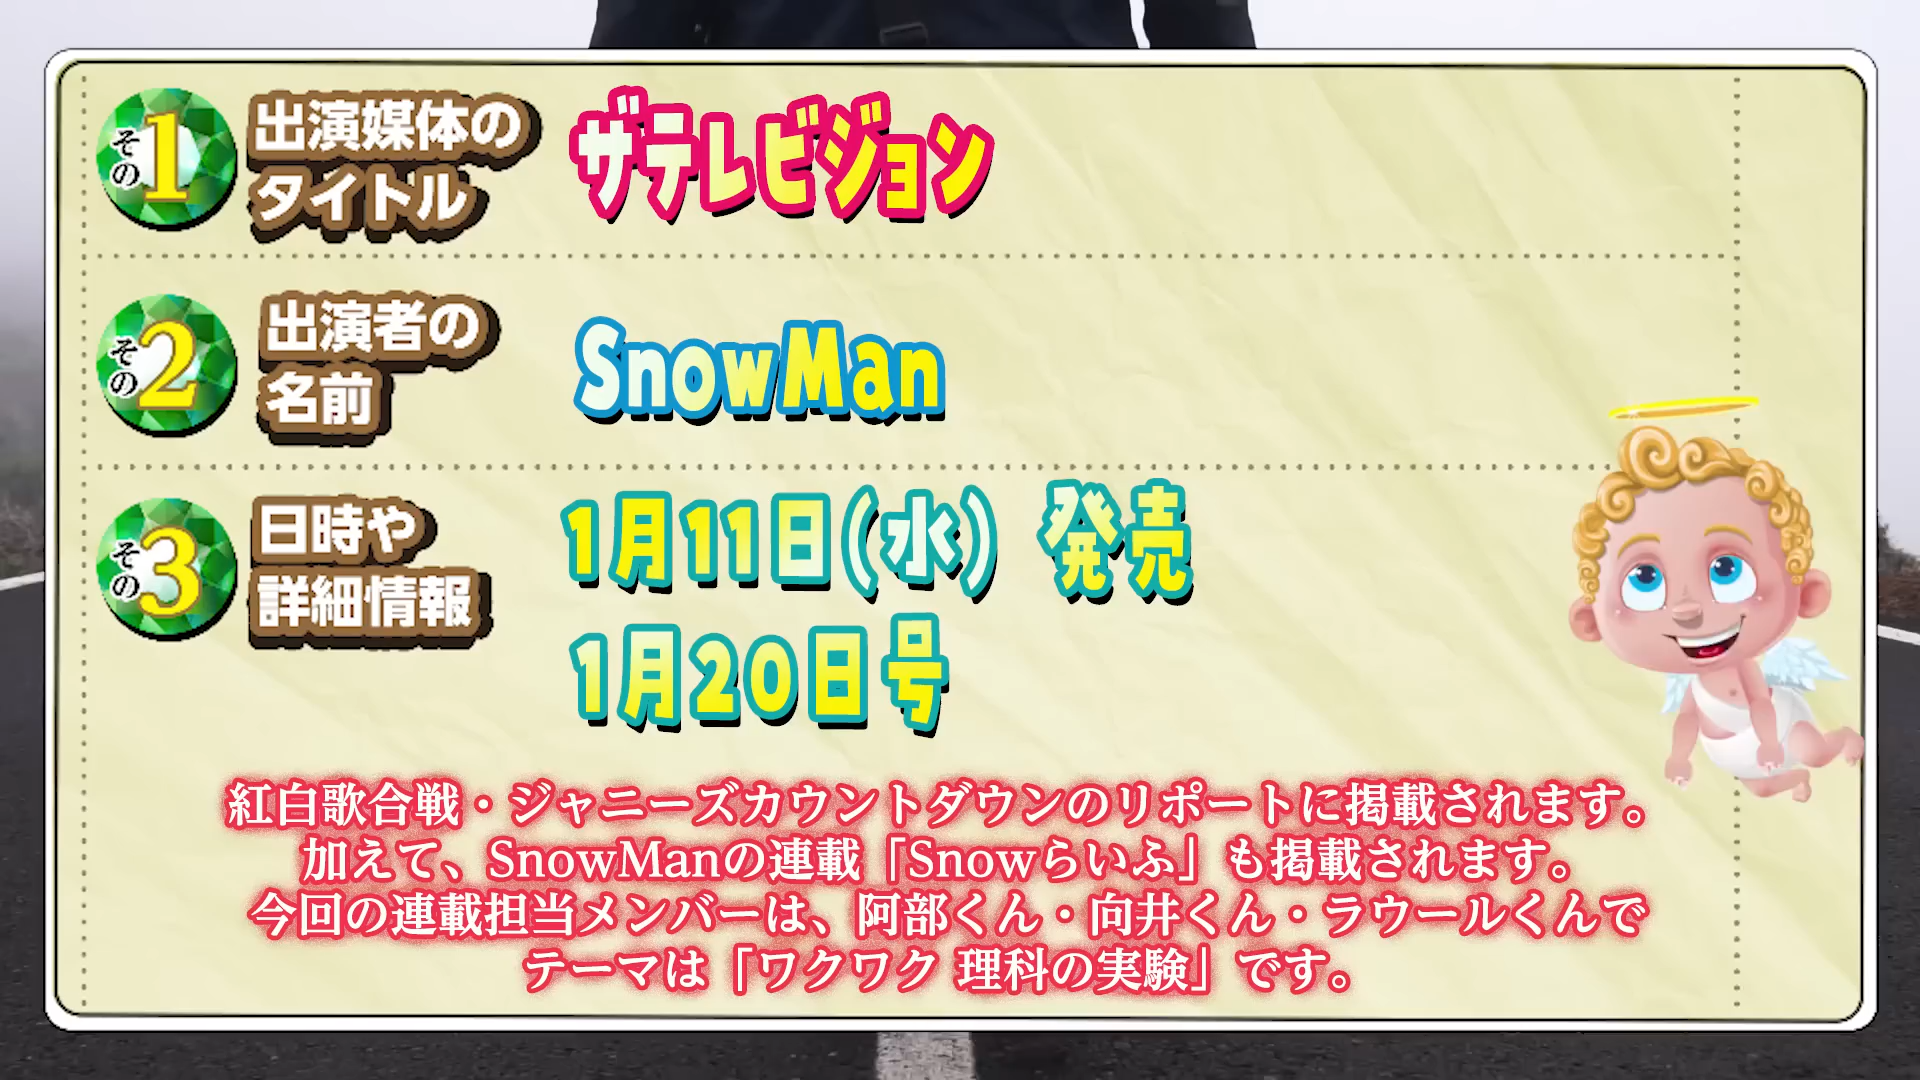 その1
出演媒体の
タイトル
ザテレビジョン
その2
出演者の
名前
SnowMan
その3
日時や
詳細情報
1月11日(水) 発売
1月20日号
紅白歌合戦・ジャニーズカウントダウンのリポートに掲載されます。
加えて、SnowManの連載「Snowらいふ」も掲載されます。
今回の連載担当メンバーは、阿部くん・向井くん・ラウールくんで
テーマは「ワクワク 理科の実験」です。